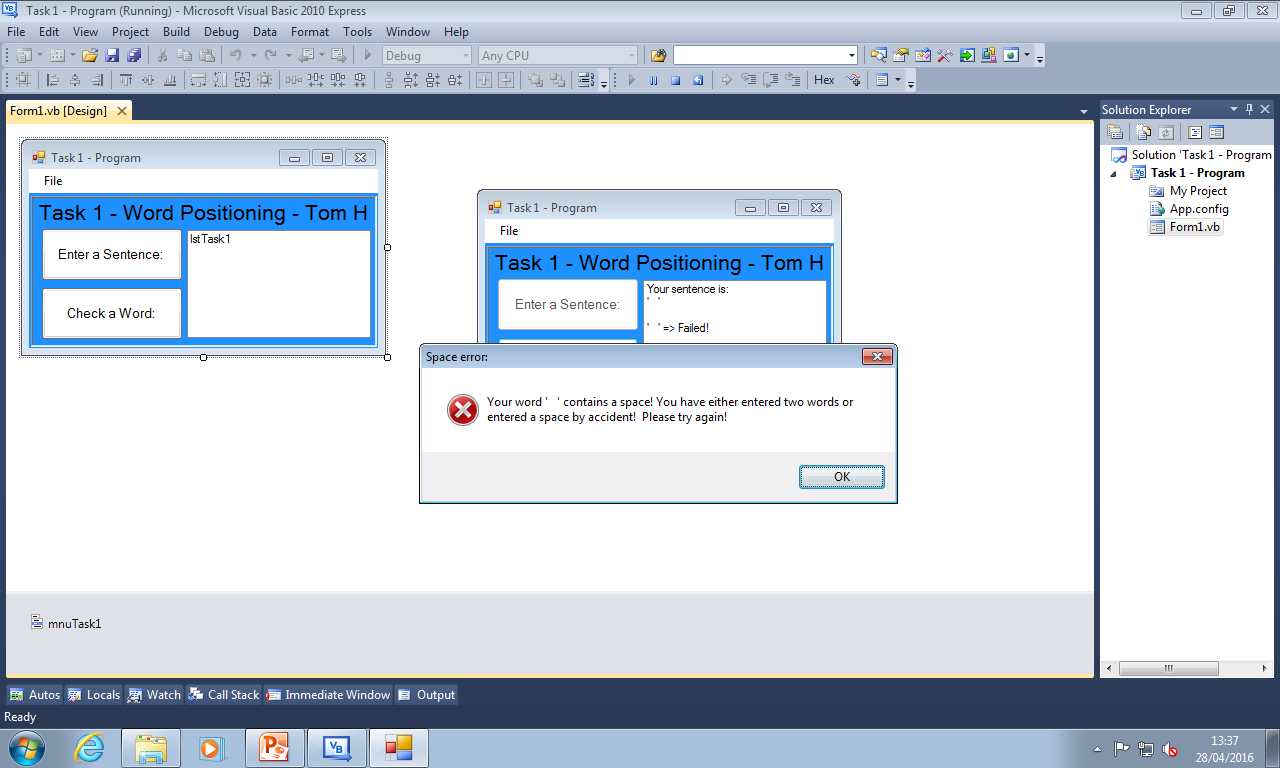 Task 1 - Program (Running) - Microsoft Visual Basic 2010 Express
File Edit View Project Build Debug Data Format Tools Window Help
Debug Any CPU
Hex
Form1.vb [Design]
Task 1 - Program
File
Task 1 - Word Positioning - Tom H
Enter a Sentence:
lstTask1
Check a Word:
Task 1 - Program
File
Task 1 - Word Positioning - Tom H
Enter a Sentence:
Your sentence is:
'   '
'   ' => Failed!
Space error:
Your word '   ' contains a space! You have either entered two words or
entered a space by accident!  Please try again!
OK
mnuTask1
Solution Explorer
Solution 'Task 1 - Program
Task 1 - Program
My Project
App.config
Form1.vb
Autos Locals Watch Call Stack Immediate Window Output
Ready
13:37
28/04/2016